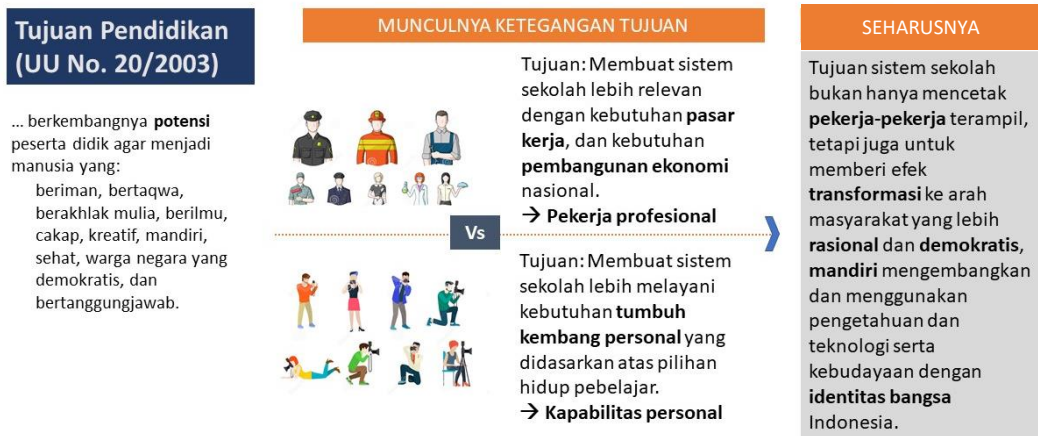 Tujuan Pendidikan
(UU No. 20/2003)
... berkembangnya potensi
peserta didik agar menjadi
manusia yang:
beriman, bertaqwa,
berakhlak mulia, berilmu,
cakap, kreatif, mandiri,
sehat, warga negara yang
demokratis, dan
bertanggungjawab.
MUNCULNYA KETEGANGAN TUJUAN
Tujuan: Membuat sistem
sekolah lebih relevan
dengan kebutuhan pasar
kerja, dan kebutuhan
pembangunan ekonomi
nasional.
→ Pekerja profesional
Vs
Tujuan: Membuat sistem
sekolah lebih melayani
kebutuhan tumbuh
kembang personal yang
didasarkan atas pilihan
hidup pebelajar.
→ Kapabilitas personal
SEHARUSNYA
Tujuan sistem sekolah
bukan hanya mencetak
pekerja-pekerja terampil,
tetapi juga untuk
memberi efek
transformasi ke arah
masyarakat yang lebih
rasional dan demokratis,
mandiri mengembangkan
dan menggunakan
pengetahuan dan
teknologi serta
kebudayaan dengan
identitas bangsa
Indonesia.